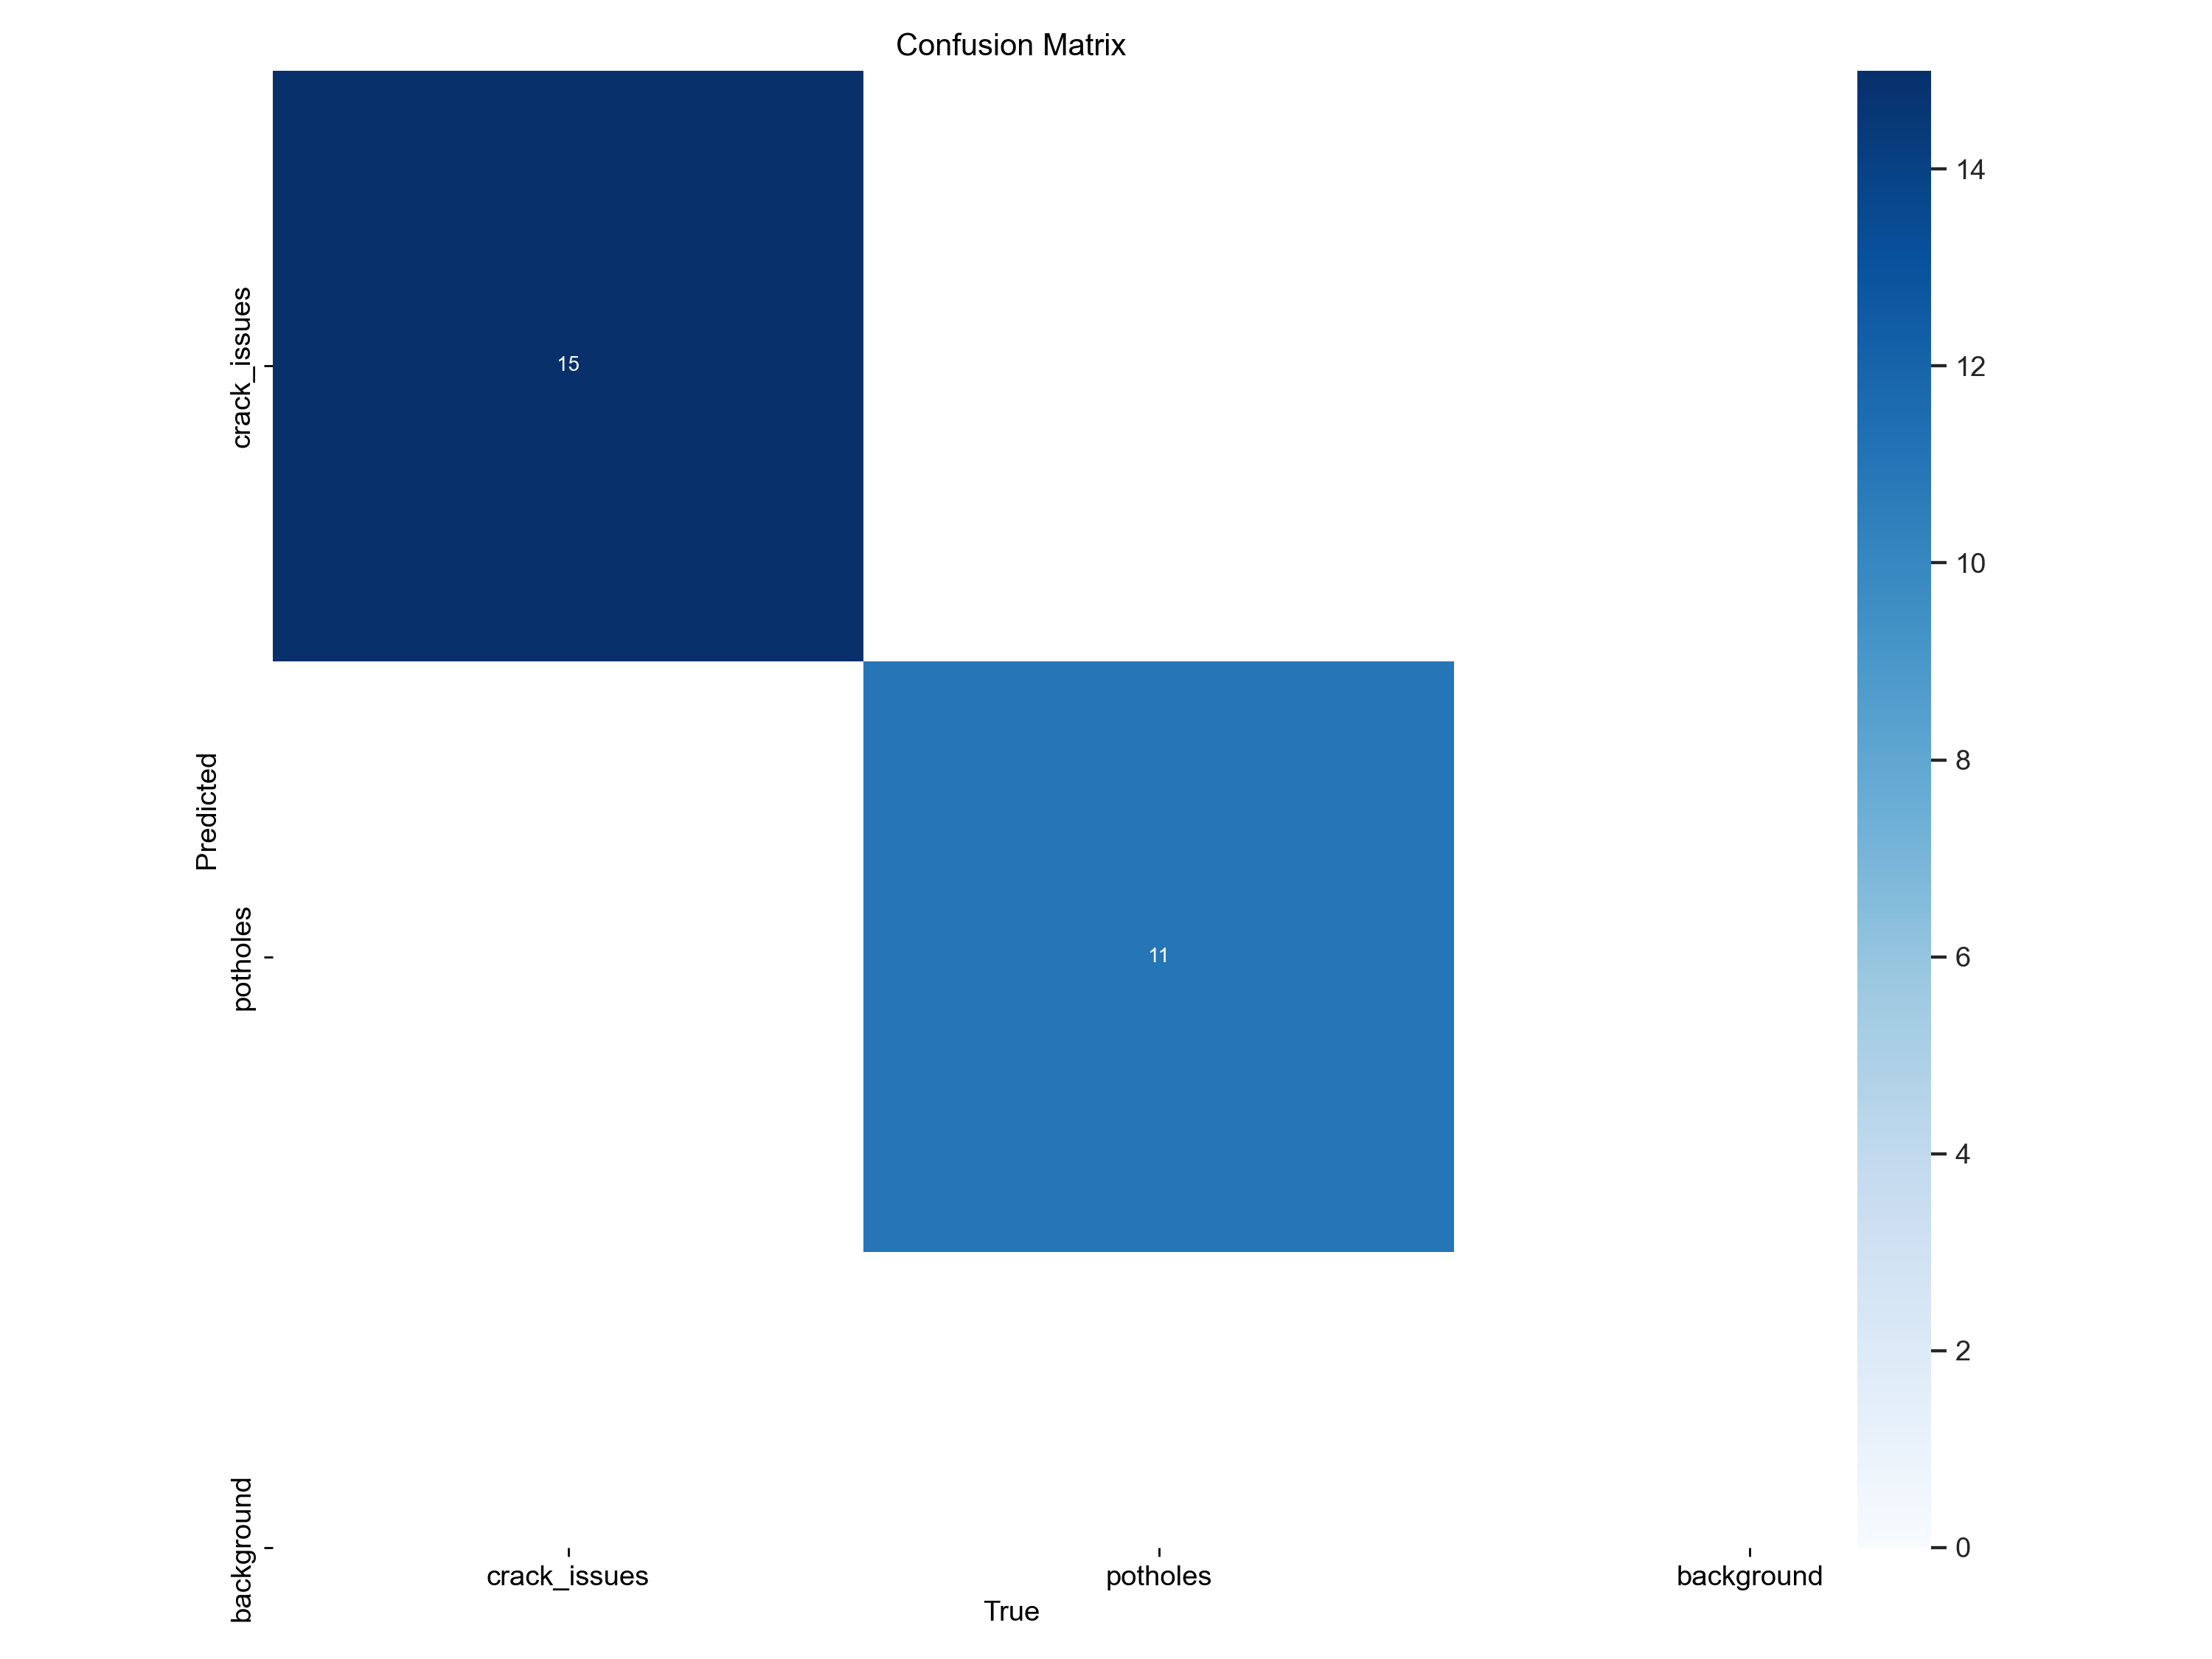 Confusion Matrix
crack_issues
potholes
background
Predicted
15
11
crack_issues
potholes
background
True
14
12
10
8
6
4
2
0